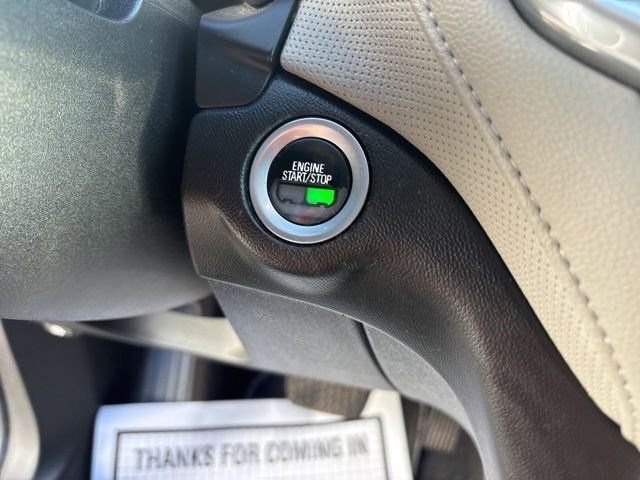 ENGINE
START/STOP
THANKS FOR COMING IN